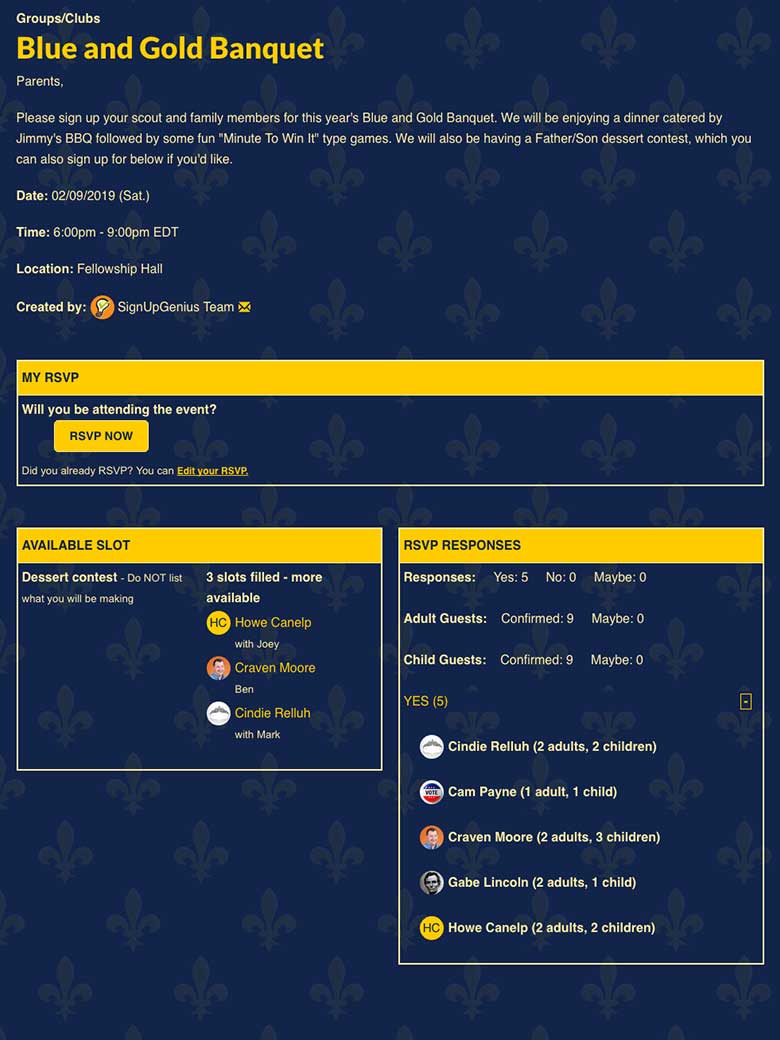 Groups/Clubs
Blue and Gold Banquet
Parents,
Please sign up your scout and family members for this year's Blue and Gold Banquet. We will be enjoying a dinner catered by
Jimmy's BBQ followed by some fun "Minute To Win It" type games. We will also be having a Father/Son dessert contest, which you
can also sign up for below if you'd like.
Date: 02/09/2019 (Sat.)
Time: 6:00pm - 9:00pm EDT
Location: Fellowship Hall
Created by: SignUpGenius Team
MY RSVP
Will you be attending the event?
RSVP NOW
Did you already RSVP? You can Edit your RSVP.
AVAILABLE SLOT
Dessert contest - Do NOT list
what you will be making
3 slots filled - more
available
HC Howe Canelp
with Joey
Craven Moore
Ben
Cindie Relluh
with Mark
RSVP RESPONSES
Responses: Yes: 5 No: 0 Maybe: 0
Adult Guests: Confirmed: 9 Maybe: 0
Child Guests: Confirmed: 9 Maybe: 0
YES (5) -
Cindie Relluh (2 adults, 2 children)
VOTE Cam Payne (1 adult, 1 child)
Craven Moore (2 adults, 3 children)
Gabe Lincoln (2 adults, 1 child)
HC Howe Canelp (2 adults, 2 children)